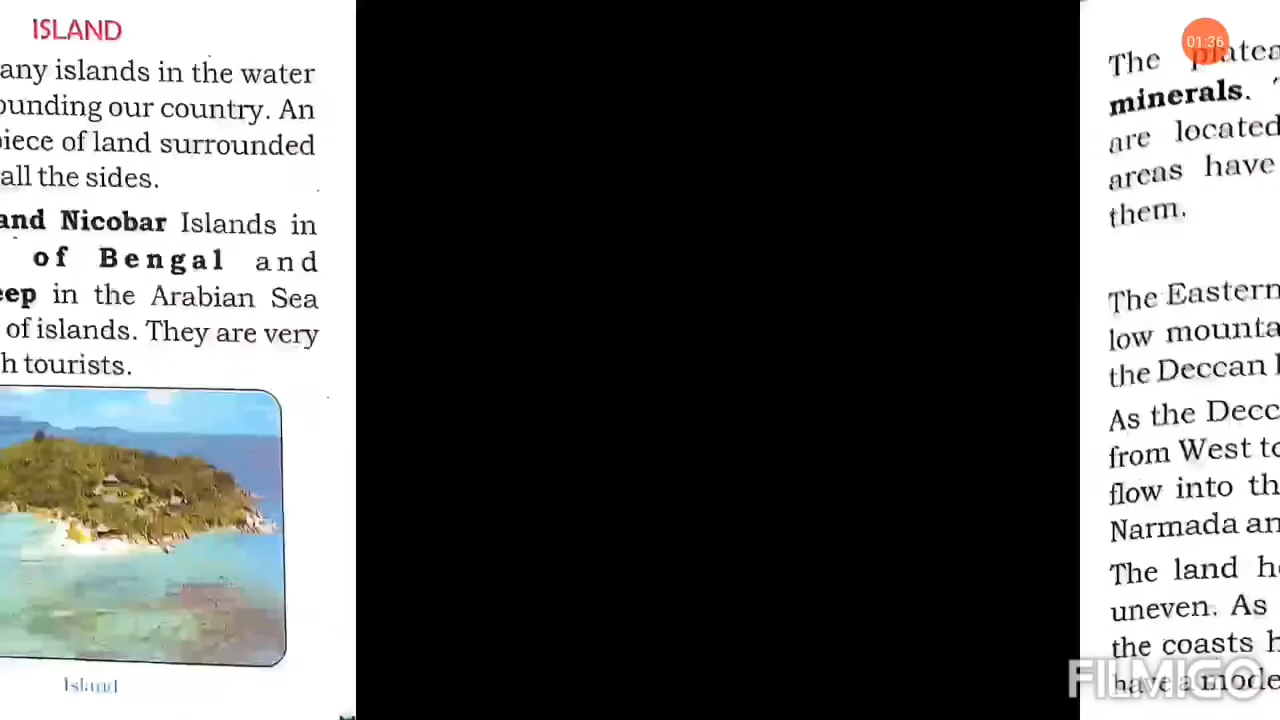 ISLAND
any islands in the water
ounding our country. An
piece of land surrounded
all the sides.
and Nicobar Islands in
of Bengal and
eep in the Arabian Sea
of islands. They are very
h tourists.
Island
01:36
The platea
minerals.
are located
areas have
them.
The Eastern
low mounta
the Deccan
As the Decc
from West to
flow into th
Narmada an
The land h
uneven. As
the coasts h
have a mode
FILMIGO